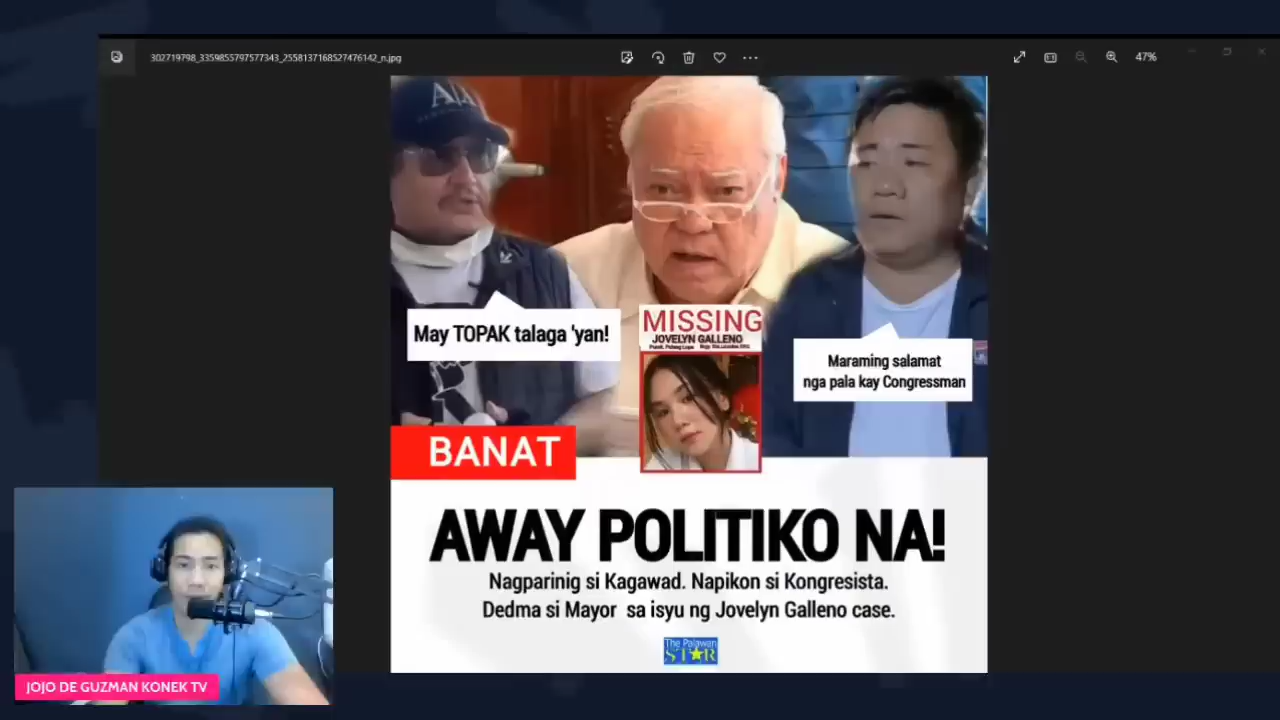 302719798_3359855797577343_2558137168527476142_n.jpg
47%
MISSING
JOVELYN GALLENO
May TOPAK talaga 'yan!
Maraming salamat
nga pala kay Congressman
BANAT
AWAY POLITIKO NA!
Nagparinig si Kagawad. Napikon si Kongresista.
Dedma si Mayor sa isyu ng Jovelyn Galleno case.
The Palawan
STAR
JOJO DE GUZMAN KONEK TV